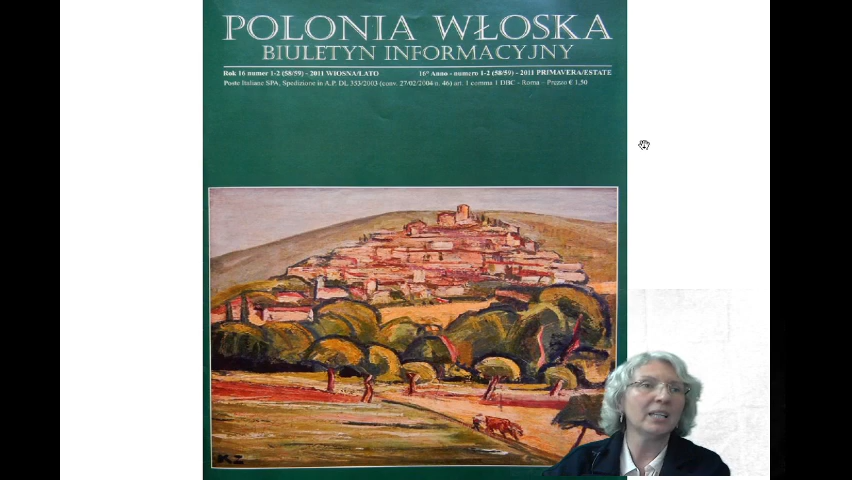 POLONIA WŁOSKA
BIULETYN INFORMACYJNY
Rok 16 numer 1-2 (58/59) - 2011 WIOSNA/LATO 16° Anno - numero 1-2 (58/59) - 2011 PRIMAVERA/ESTATE
Poste Italiane SPA, Spedizione in A.P. DL 353/2003 (conv. 27/02/2004 n. 46) art. 1 comma 1 DBC - Roma - Prezzo € 1,50
KZ